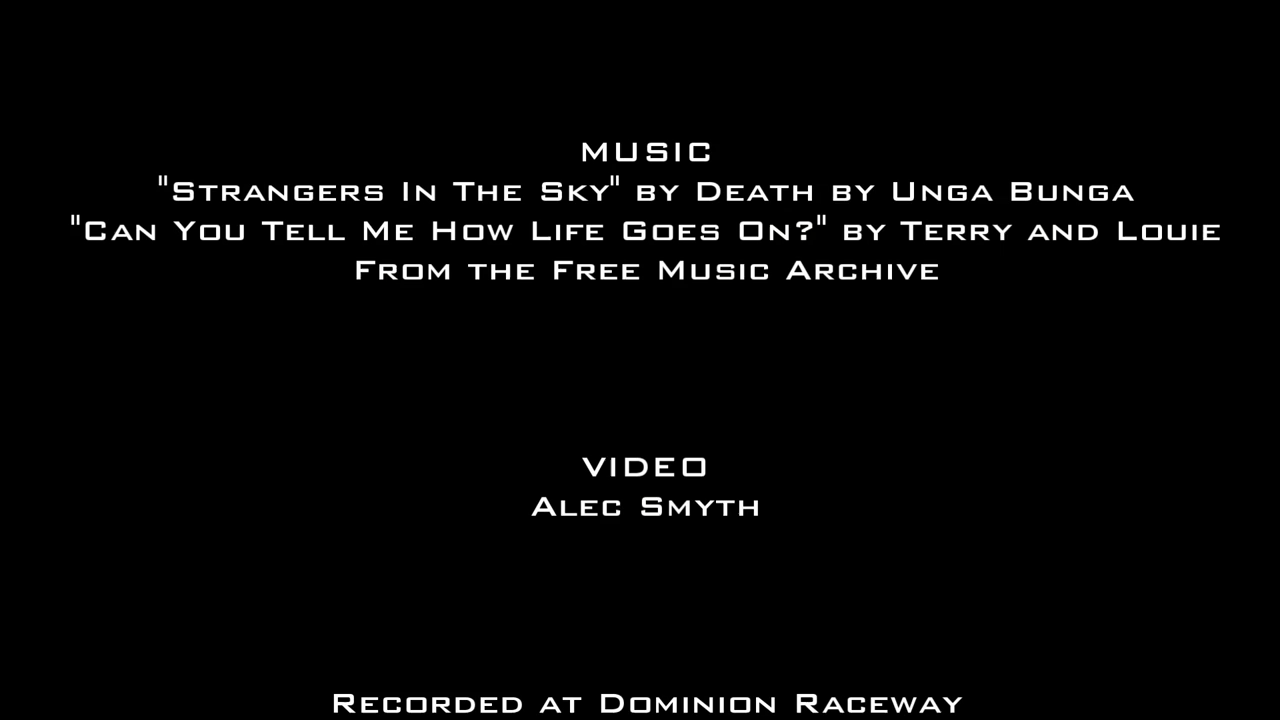 MUSIC
"Strangers In The Sky" by Death by Unga Bunga
"Can You Tell Me How Life Goes On?" by Terry and Louie
From the Free Music Archive
VIDEO
Alec Smyth
Recorded at Dominion Raceway